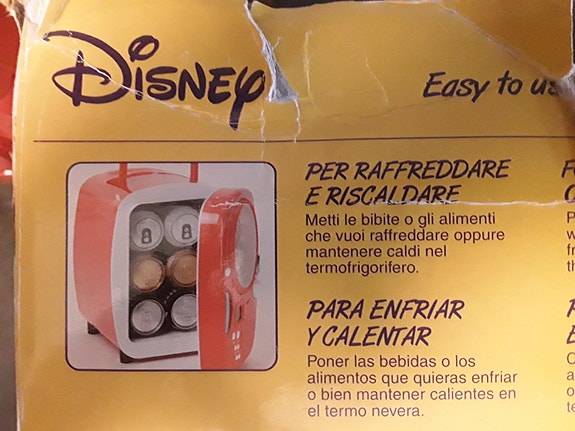 Disney
Easy to
PER RAFFREDDARE
E RISCALDARE
Metti le bibite o gli alimenti
che vuoi raffreddare oppure
mantenere caldi nel
termofrigorifero.
PARA ENFRIAR
Y CALENTAR
Poner las bebidas o los
alimentos que quieras enfriar
o bien mantener calientes en
el termo nevera.